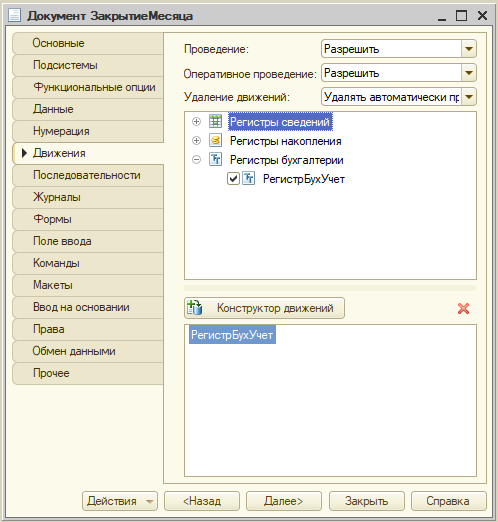 Документ ЗакрытиеМесяца
Основные
Подсистемы
Функциональные опции
Данные
Нумерация
Движения
Последовательности
Журналы
Формы
Поле ввода
Команды
Макеты
Ввод на основании
Права
Обмен данными
Прочее
Проведение: Разрешить
Оперативное проведение: Разрешить
Удаление движений: Удалять автоматически пр
Регистры сведений
Регистры накопления
Регистры бухгалтерии
РегистрБухУчет
Конструктор движений
РегистрБухУчет
Действия <Назад Далее> Закрыть Справка